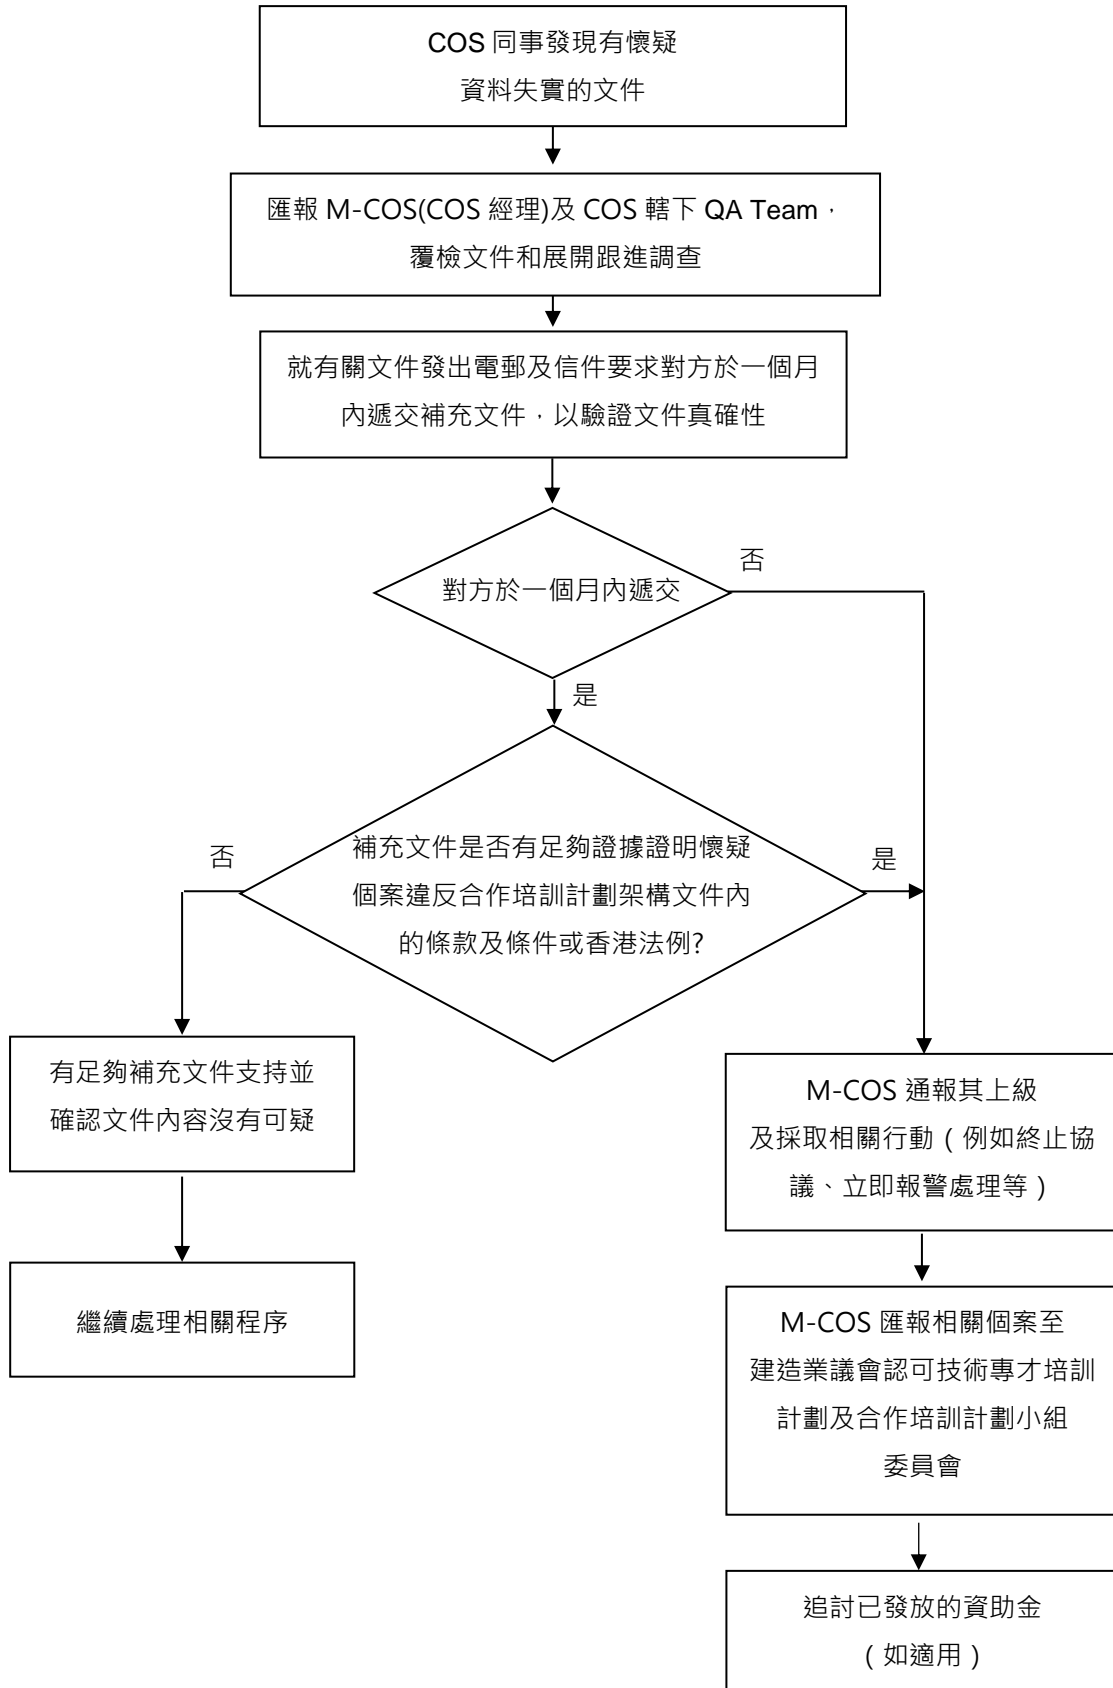 COS 同事發現有懷疑
資料失實的文件
匯報 M-COS(COS 經理)及 COS 轄下 QA Team，
覆檢文件和展開跟進調查
就有關文件發出電郵及信件要求對方於一個月
內遞交補充文件，以驗證文件真確性
對方於一個月內遞交
否
是
補充文件是否有足夠證據證明懷疑
個案違反合作培訓計劃架構文件內
的條款及條件或香港法例?
否
是
有足夠補充文件支持並
確認文件內容沒有可疑
繼續處理相關程序
M-COS 通報其上級
及採取相關行動（例如終止協
議、立即報警處理等）
M-COS 匯報相關個案至
建造業議會認可技術專才培訓
計劃及合作培訓計劃小組
委員會
追討已發放的資助金
（如適用）